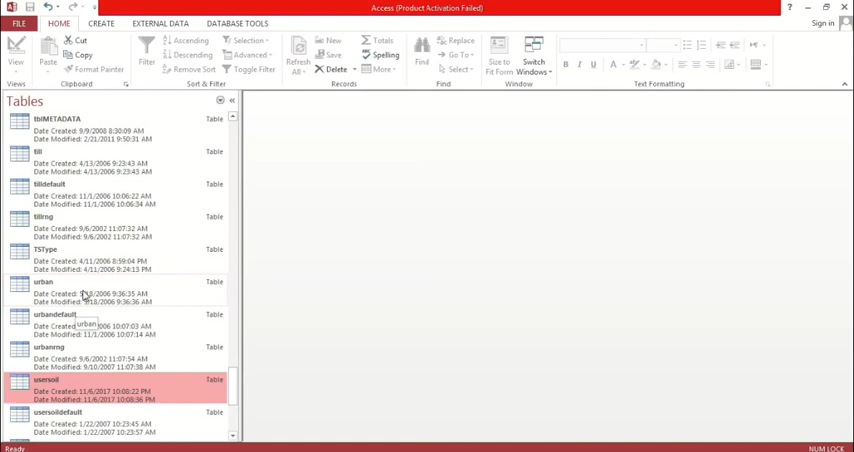 Access (Product Activation Failed)
Sign in
FILE HOME CREATE EXTERNAL DATA DATABASE TOOLS
View
Views
Paste
Cut
Copy
Format Painter
Clipboard
Filter
Ascending
Descending
Remove Sort
Selection
Advanced
Toggle Filter
Sort & Filter
Refresh All
New
Save
Delete
Totals
Spelling
More
Records
Find
Replace
Go To
Select
Find
Size to Fit Form
Switch Windows
Window
B I U
A
Text Formatting
Tables
tblMETADATA Table
Date Created: 9/9/2008 8:30:09 AM
Date Modified: 2/21/2011 9:50:31 AM
till Table
Date Created: 4/13/2006 9:23:43 AM
Date Modified: 4/13/2006 9:23:43 AM
tilldefault Table
Date Created: 11/1/2006 10:06:22 AM
Date Modified: 11/1/2006 10:06:34 AM
tillrng Table
Date Created: 9/6/2002 11:07:32 AM
Date Modified: 9/6/2002 11:07:32 AM
TSType Table
Date Created: 4/11/2006 8:59:04 PM
Date Modified: 4/11/2006 9:24:13 PM
urban Table
Date Created: 9:36:35 AM
Date Modified: 9:36:36 AM
urbandefault Table
urban
Date 10:07:03 AM
Date Modified: 11/1/2006 10:07:14 AM
urbanrng Table
Date Created: 9/6/2002 11:07:54 AM
Date Modified: 9/10/2007 11:07:38 AM
usersoil Table
Date Created: 11/6/2017 10:08:22 PM
Date Modified: 11/6/2017 10:08:36 PM
usersoildefault Table
Date Created: 1/22/2007 10:23:45 AM
Date Modified: 1/22/2007 10:23:57 AM
Ready
NUM LOCK